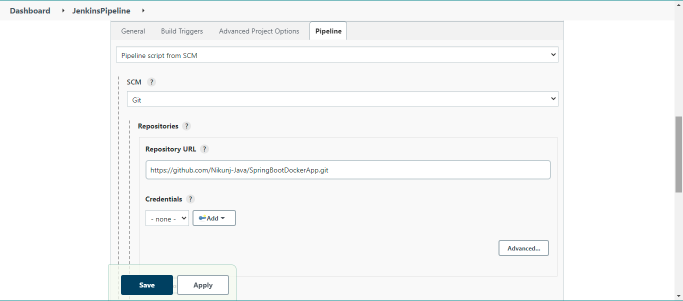 Dashboard JenkinsPipeline
General Build Triggers Advanced Project Options Pipeline
Pipeline script from SCM
SCM ?
Git
Repositories ?
Repository URL ?
https://github.com/Nikunj-Java/SpringBootDockerApp.git
Credentials ?
- none - Add
Advanced...
Save Apply